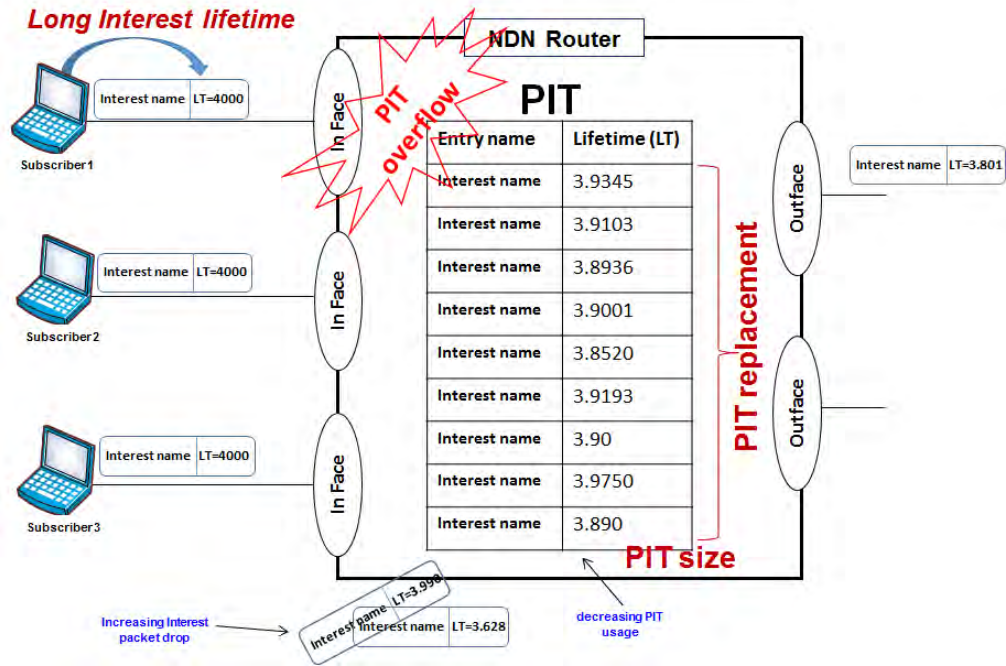 Long Interest lifetime
NDN Router
Interest name LT=4000
Subscriber1
In Face
PIT overflow
PIT
Entry name Lifetime (LT)
Interest name 3.9345
Interest name 3.9103
Interest name 3.8936
Interest name 3.9001
Interest name 3.8520
Interest name 3.9193
Interest name 3.90
Interest name 3.9750
Interest name 3.890
PIT replacement
PIT size
Outface
Interest name LT=3.801
Interest name LT=4000
Subscriber2
In Face
Outface
Interest name LT=4000
Subscriber3
In Face
Increasing Interest
packet drop
Interest name LT=3.990
Interest name LT=3.628
decreasing PIT
usage